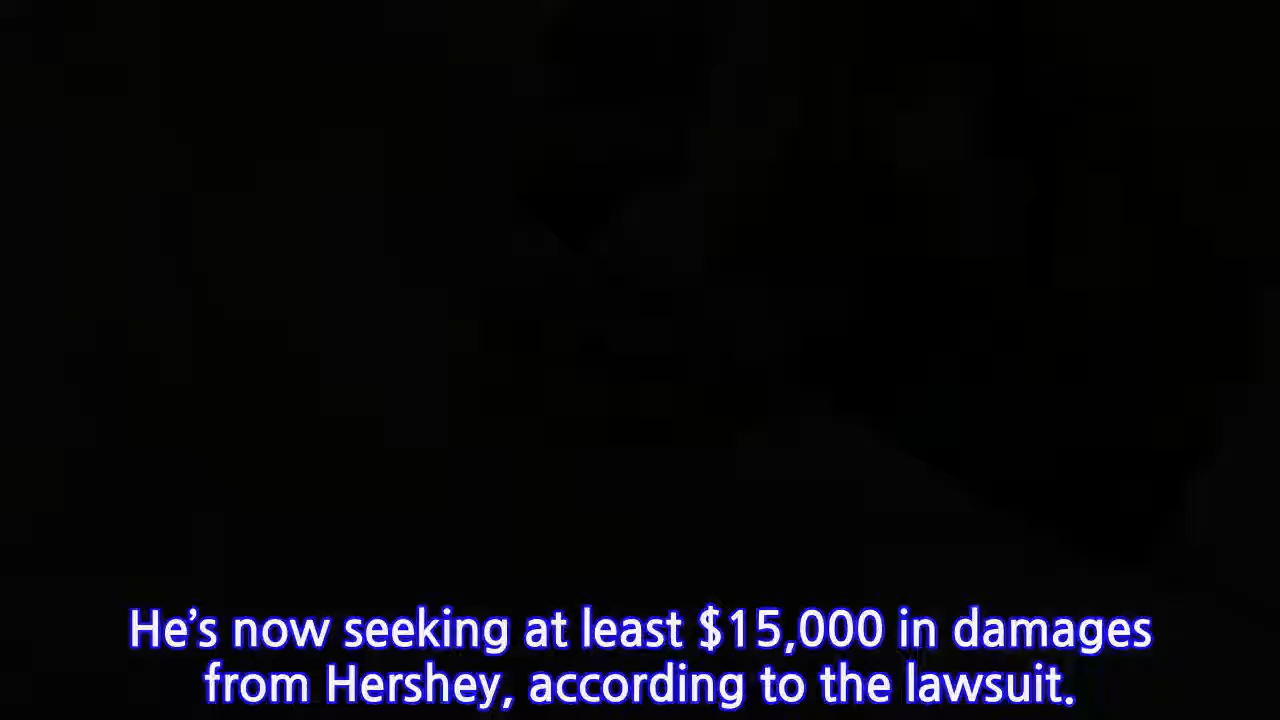 He’s now seeking at least $15,000 in damages
from Hershey, according to the lawsuit.